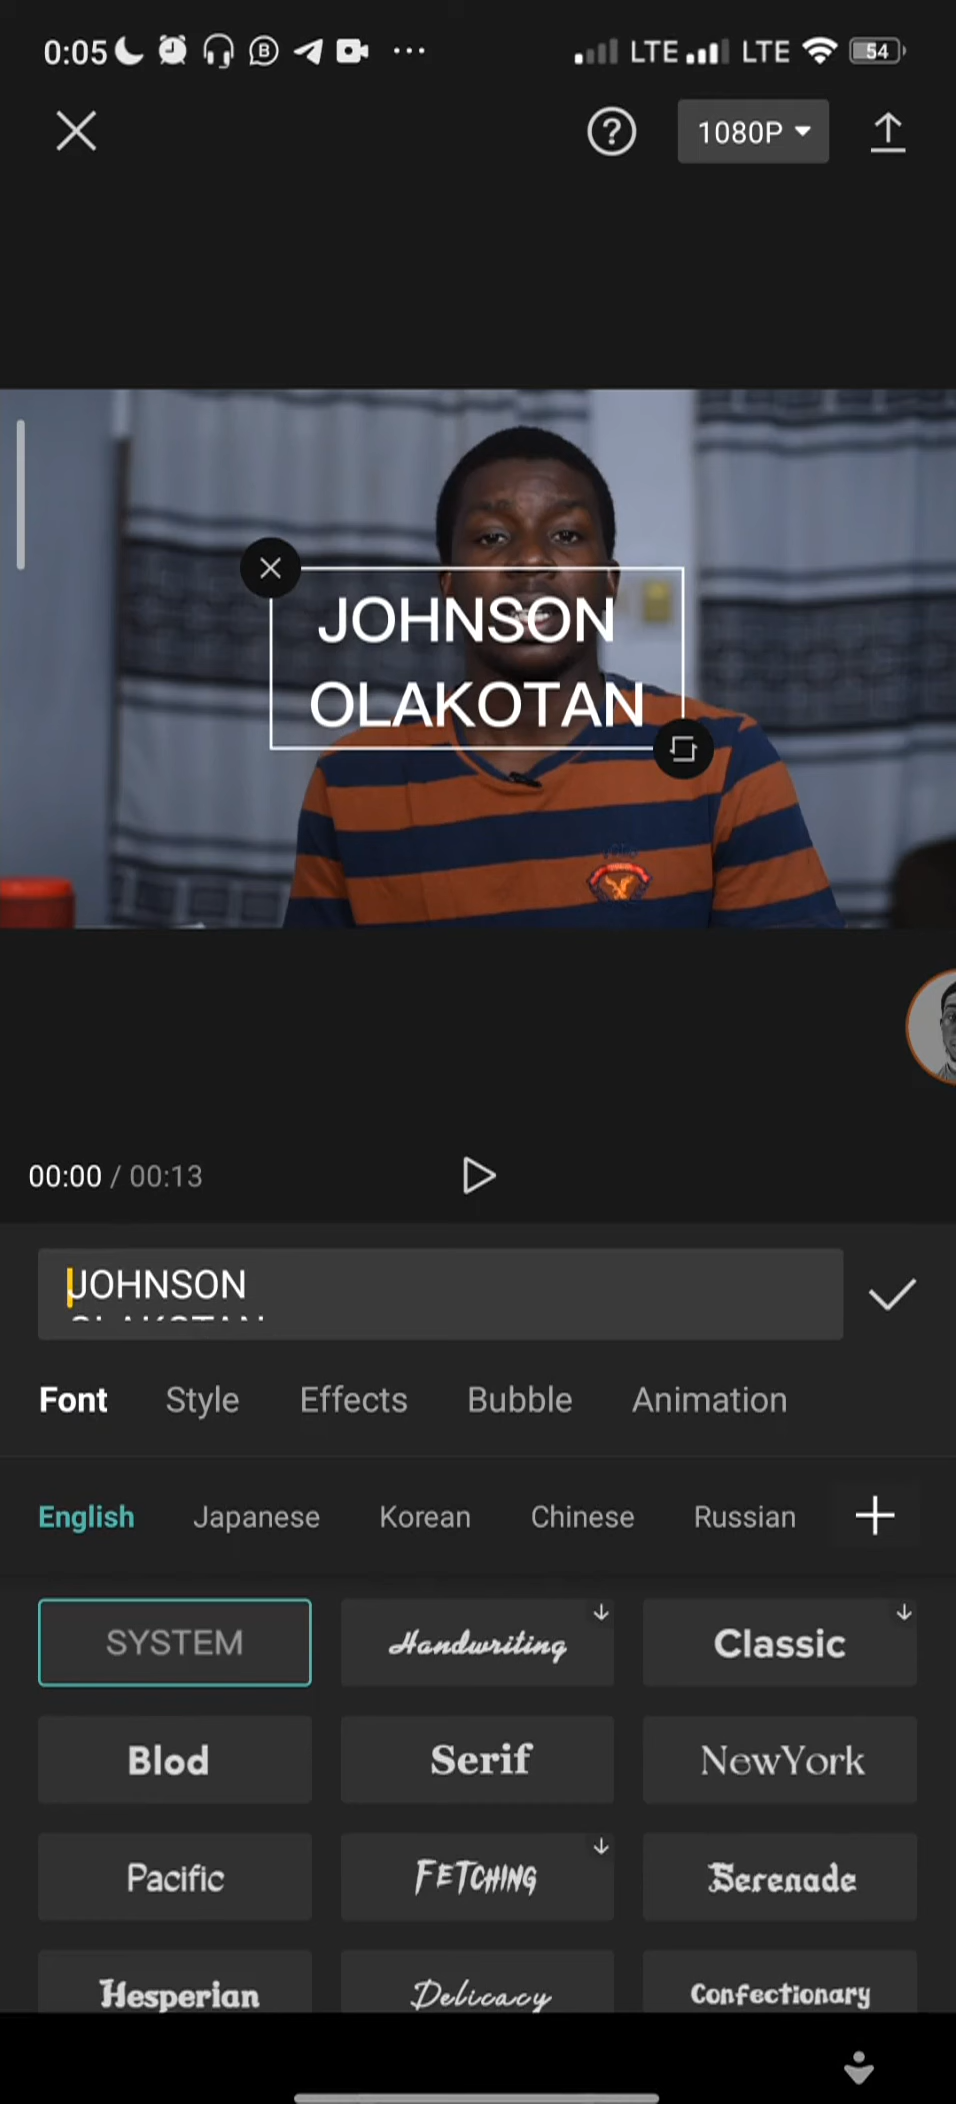 0:05 LTE LTE 54
1080P
JOHNSON
OLAKOTAN
00:00 / 00:13
JOHNSON
OLAKOTAN
Font Style Effects Bubble Animation
English Japanese Korean Chinese Russian
SYSTEM Handwriting Classic
Blod Serif NewYork
Pacific FETCHING Serenade
Hesperian Delicacy Confectionary